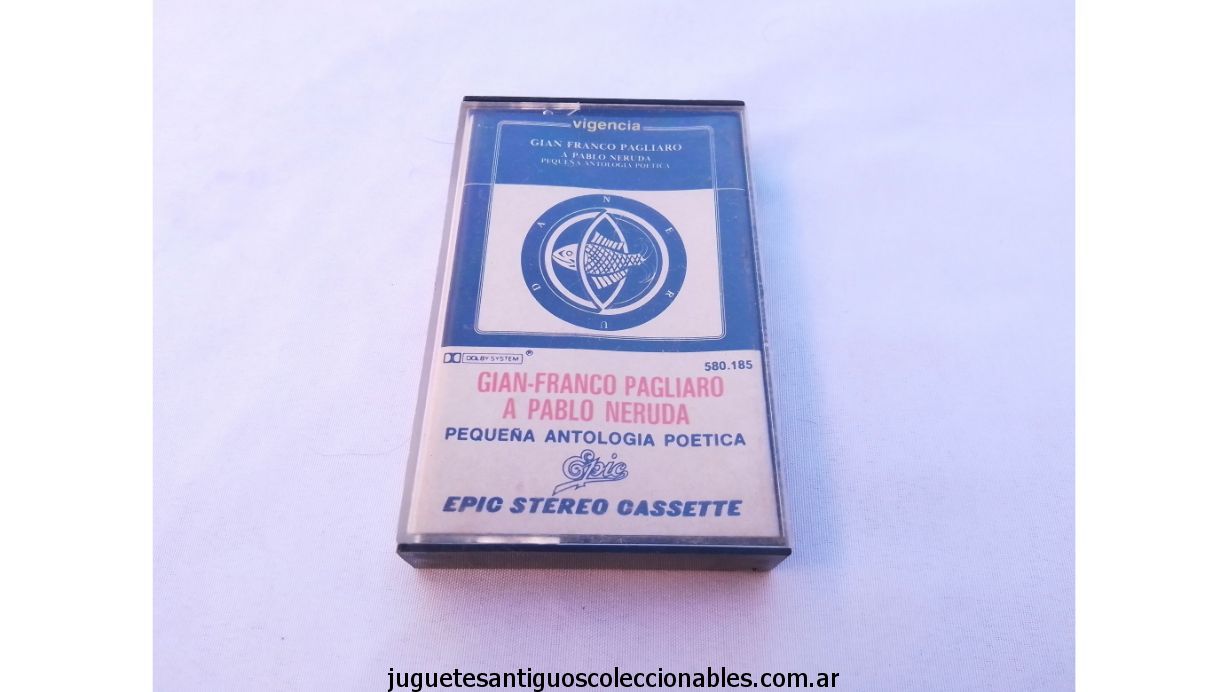 vigencia
GIAN FRANCO PAGLIARO
A PABLO NERUDA
PEQUEÑA ANTOLOGIA POETICA
NERUDA
DOLBY SYSTEM ®
580.185
GIAN-FRANCO PAGLIARO
A PABLO NERUDA
PEQUEÑA ANTOLOGIA POETICA
Epic
EPIC STEREO CASSETTE
juguetesantiguoscoleccionables.com.ar